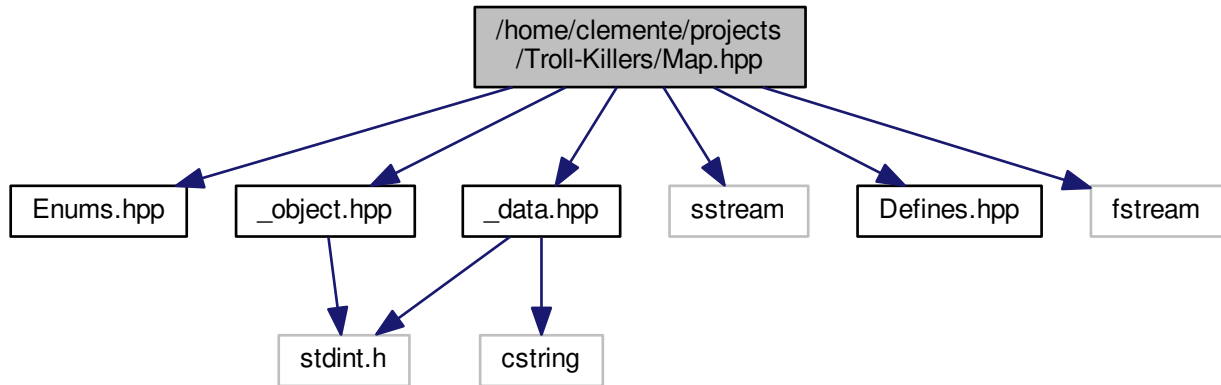 /home/clemente/projects
/Troll-Killers/Map.hpp
Enums.hpp
_object.hpp
_data.hpp
sstream
Defines.hpp
fstream
stdint.h
cstring